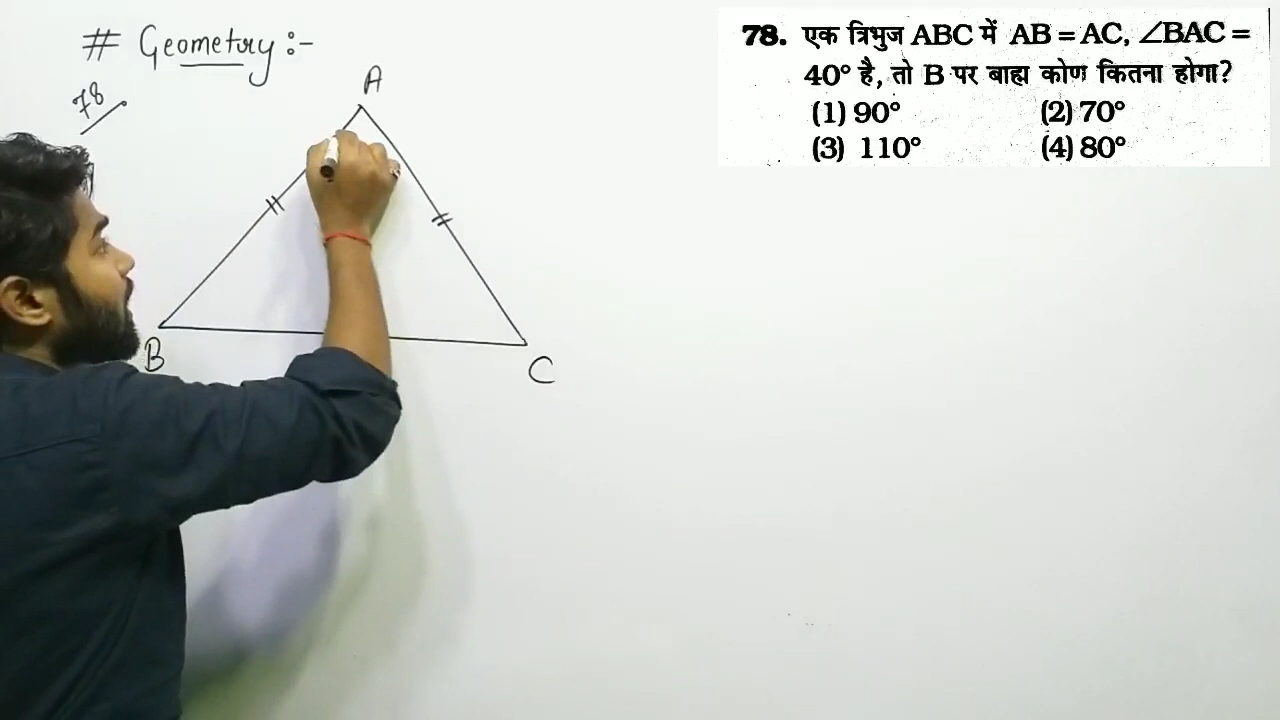 # Geometry :-
78.
A
B
C
78. एक त्रिभुज ABC में AB = AC, ∠BAC =
40° है, तो B पर बाह्य कोण कितना होगा?
(1) 90° (2) 70°
(3) 110° (4) 80°